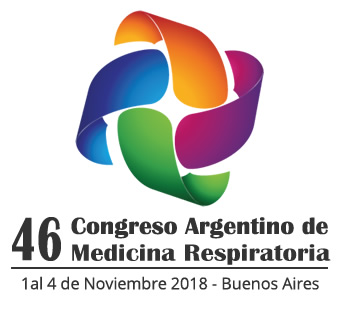 46 Congreso Argentino de
Medicina Respiratoria
1al 4 de Noviembre 2018 - Buenos Aires